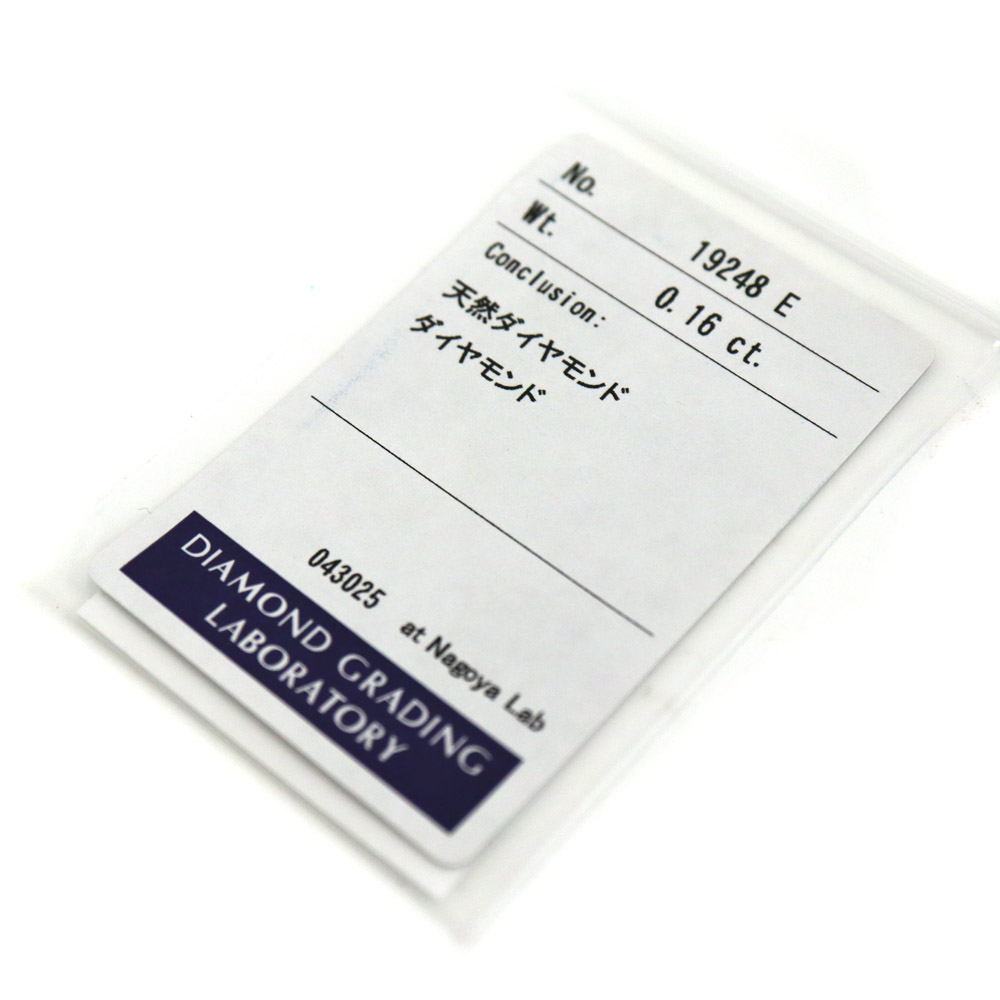 No. 19248 E
Wt. 0.16 ct.
Conclusion:
天然ダイヤモンド
ダイヤモンド
043025 at Nagoya Lab
DIAMOND GRADING
LABORATORY